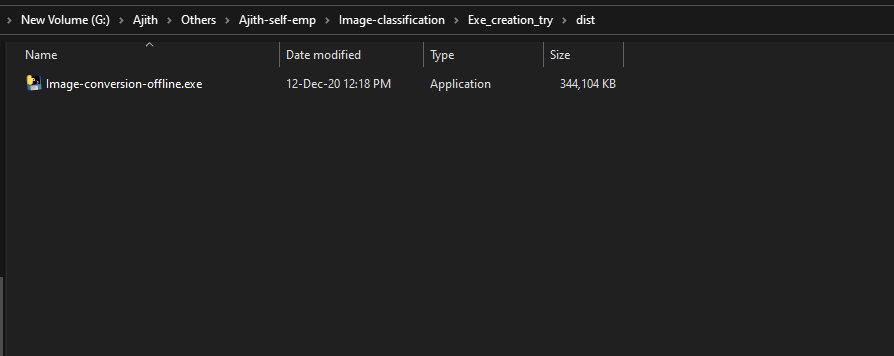 New Volume (G:) > Ajith > Others > Ajith-self-emp > Image-classification > Exe_creation_try > dist
Name Date modified Type Size
Image-conversion-offline.exe 12-Dec-20 12:18 PM Application 344,104 KB